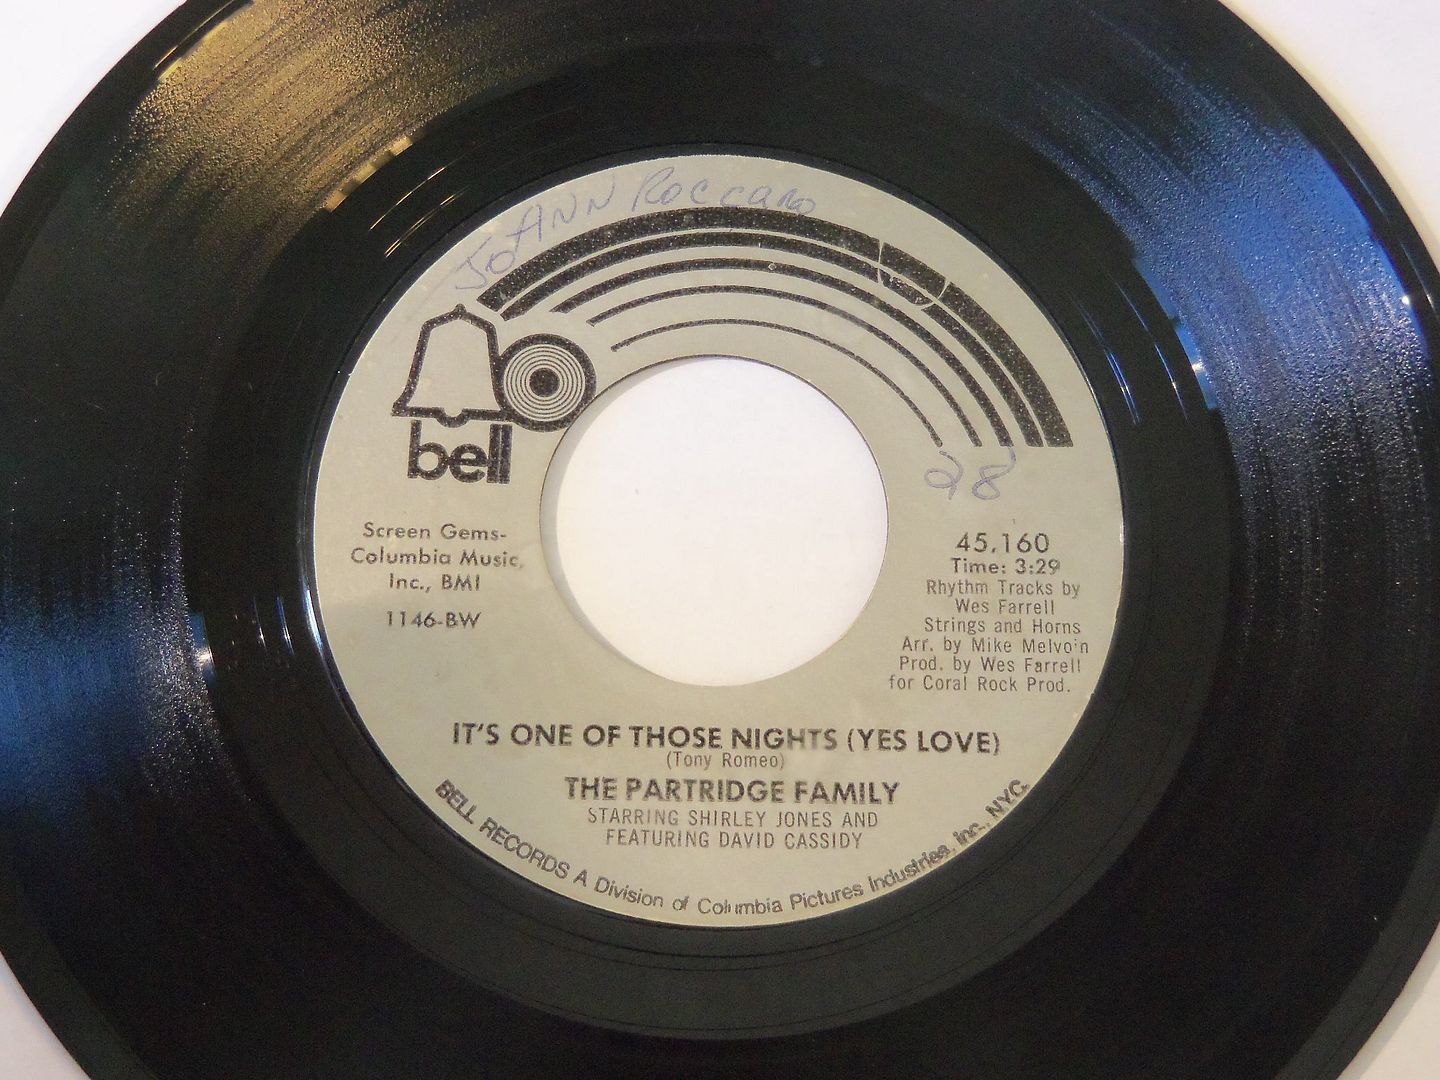 JoANN Roccaro
bell
28
Screen Gems-
Columbia Music,
Inc., BMI
1146-BW
45,160
Time: 3:29
Rhythm Tracks by
Wes Farrell
Strings and Horns
Arr. by Mike Melvoin
Prod. by Wes Farrell
for Coral Rock Prod.
IT'S ONE OF THOSE NIGHTS (YES LOVE)
(Tony Romeo)
THE PARTRIDGE FAMILY
STARRING SHIRLEY JONES AND
FEATURING DAVID CASSIDY
BELL RECORDS A Division of Columbia Pictures Industries, Inc., N.Y.C.